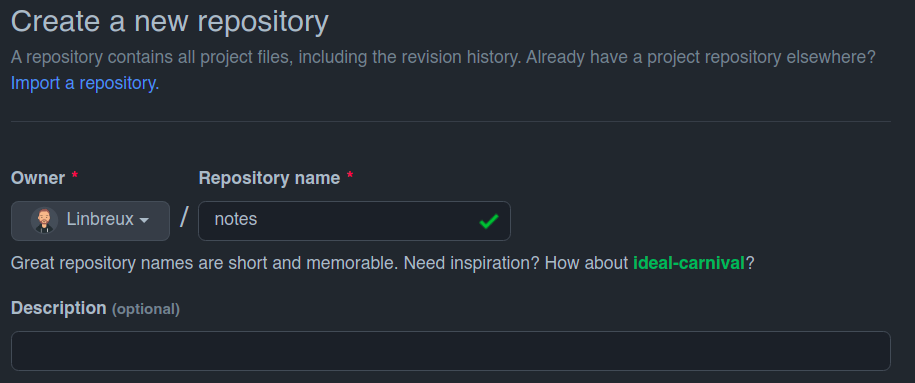 Create a new repository
A repository contains all project files, including the revision history. Already have a project repository elsewhere?
Import a repository.
Owner * Repository name *
Linbreux / notes
Great repository names are short and memorable. Need inspiration? How about ideal-carnival?
Description (optional)